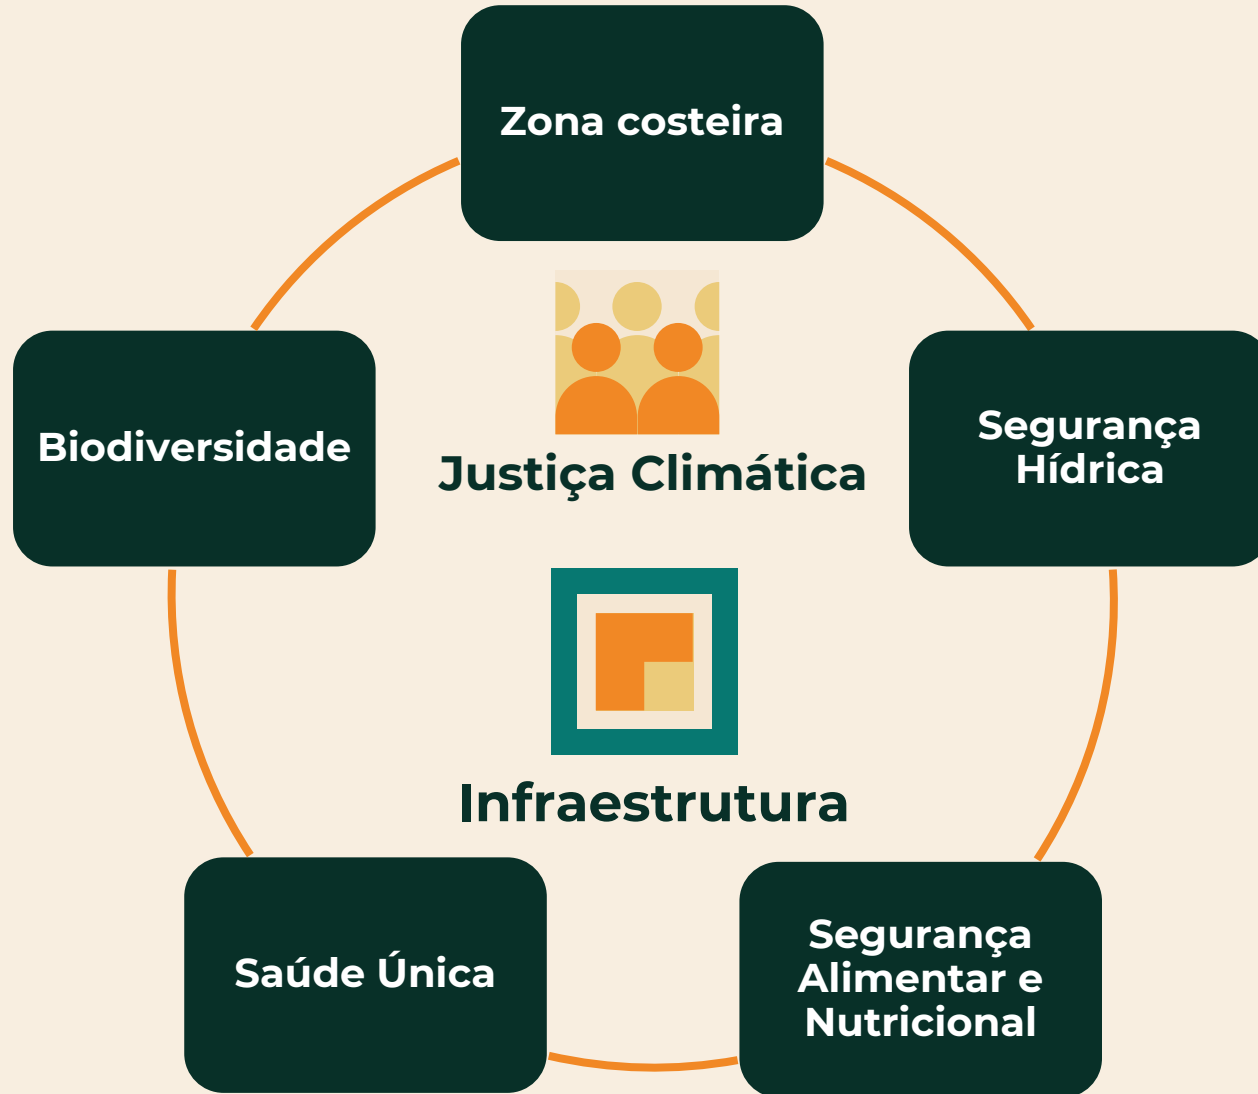 Zona costeira
Biodiversidade
Segurança
Hídrica
Justiça Climática
Infraestrutura
Saúde Única
Segurança
Alimentar e
Nutricional